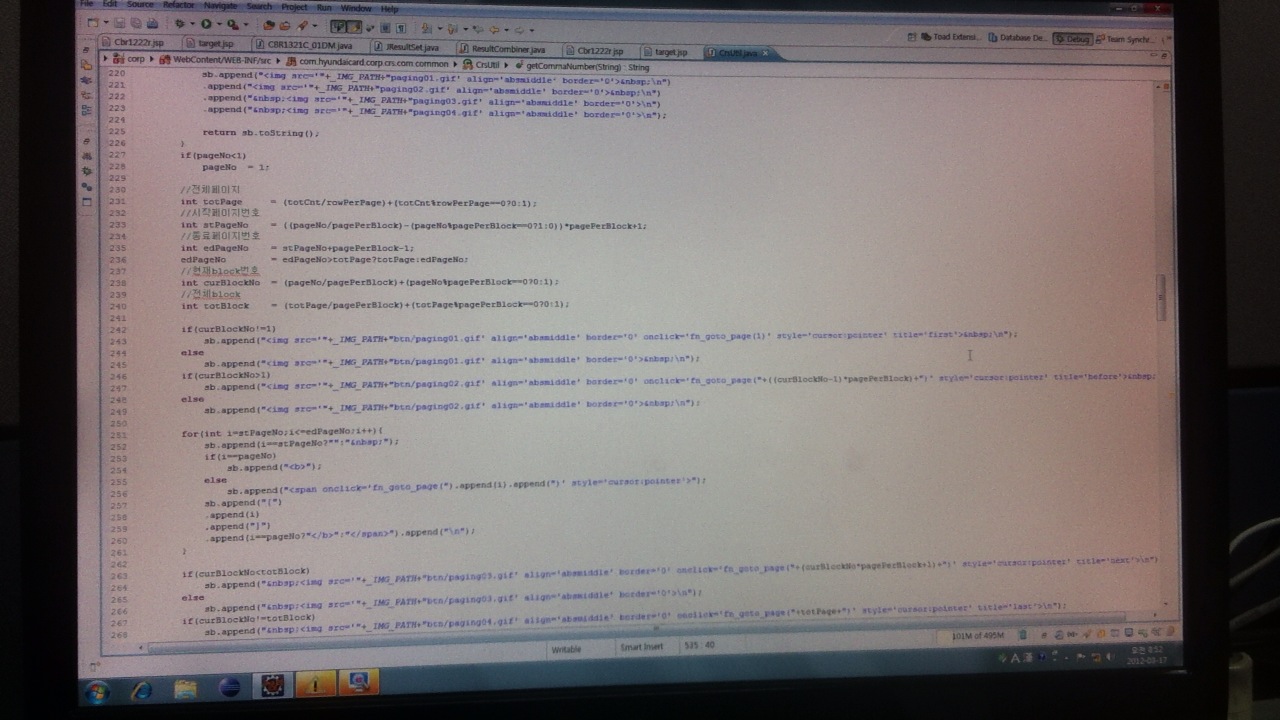 File Edit Source Refactor Navigate Search Project Run Window Help
Toad Extensi... Database De... Debug Team Synchr...
Cbr1222r.jsp target.jsp CBR1321C_01DM.java JResultSet.java ResultCombiner.java Cbr1222r.jsp target.jsp CrsUtil.java
corp WebContent/WEB-INF/src com.hyundaicard.corp.crs.com.common CrsUtil getCommaNumber(String) : String
220 sb.append("<img src='"+_IMG_PATH+"paging01.gif' align='absmiddle' border='0'>&nbsp;\n")
221 .append("<img src='"+_IMG_PATH+"paging02.gif' align='absmiddle' border='0'>&nbsp;\n")
222 .append("&nbsp;<img src='"+_IMG_PATH+"paging03.gif' align='absmiddle' border='0'>\n")
223 .append("&nbsp;<img src='"+_IMG_PATH+"paging04.gif' align='absmiddle' border='0'>\n");
224
225 return sb.toString();
226 }
227 if(pageNo<1)
228 pageNo = 1;
229
230 //전체페이지
231 int totPage = (totCnt/rowPerPage)+(totCnt%rowPerPage==0?0:1);
232 //시작페이지번호
233 int stPageNo = ((pageNo/pagePerBlock)-(pageNo%pagePerBlock==0?1:0))*pagePerBlock+1;
234 //종료페이지번호
235 int edPageNo = stPageNo+pagePerBlock-1;
236 edPageNo = edPageNo>totPage?totPage:edPageNo;
237 //현재block번호
238 int curBlockNo = (pageNo/pagePerBlock)+(pageNo%pagePerBlock==0?0:1);
239 //전체block
240 int totBlock = (totPage/pagePerBlock)+(totPage%pagePerBlock==0?0:1);
241
242 if(curBlockNo!=1)
243 sb.append("<img src='"+_IMG_PATH+"btn/paging01.gif' align='absmiddle' border='0' onclick='fn_goto_page(1)' style='cursor:pointer' title='first'>&nbsp;\n");
244 else
245 sb.append("<img src='"+_IMG_PATH+"btn/paging01.gif' align='absmiddle' border='0'>&nbsp;\n");
246 if(curBlockNo>1)
247 sb.append("<img src='"+_IMG_PATH+"btn/paging02.gif' align='absmiddle' border='0' onclick='fn_goto_page("+((curBlockNo-1)*pagePerBlock)+")' style='cursor:pointer' title='before'>&nbsp;
248 else
249 sb.append("<img src='"+_IMG_PATH+"btn/paging02.gif' align='absmiddle' border='0'>&nbsp;\n");
250
251 for(int i=stPageNo;i<=edPageNo;i++){
252 sb.append(i==stPageNo?"":"&nbsp;");
253 if(i==pageNo)
254 sb.append("<b>");
255 else
256 sb.append("<span onclick='fn_goto_page(").append(i).append(")' style='cursor:pointer'>");
257 sb.append("[")
258 .append(i)
259 .append("]")
260 .append(i==pageNo?"</b>":"</span>").append("\n");
261 }
262
263 if(curBlockNo<totBlock)
264 sb.append("&nbsp;<img src='"+_IMG_PATH+"btn/paging03.gif' align='absmiddle' border='0' onclick='fn_goto_page("+(curBlockNo*pagePerBlock+1)+")' style='cursor:pointer' title='next'>\n")
265 else
266 sb.append("&nbsp;<img src='"+_IMG_PATH+"btn/paging03.gif' align='absmiddle' border='0'>\n");
267 if(curBlockNo!=totBlock)
268 sb.append("&nbsp;<img src='"+_IMG_PATH+"btn/paging04.gif' align='absmiddle' border='0' onclick='fn_goto_page("+totPage+")' style='cursor:pointer' title='last'>\n");
Writable Smart Insert 535 : 40 101M of 495M
A 漢
오전 8:52
2012-02-17